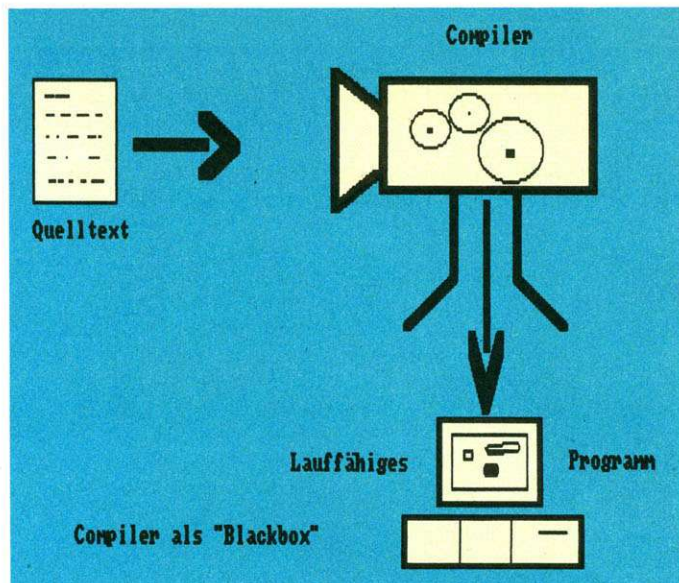 Compiler
Quelltext
Lauffähiges Programm
Compiler als "Blackbox"